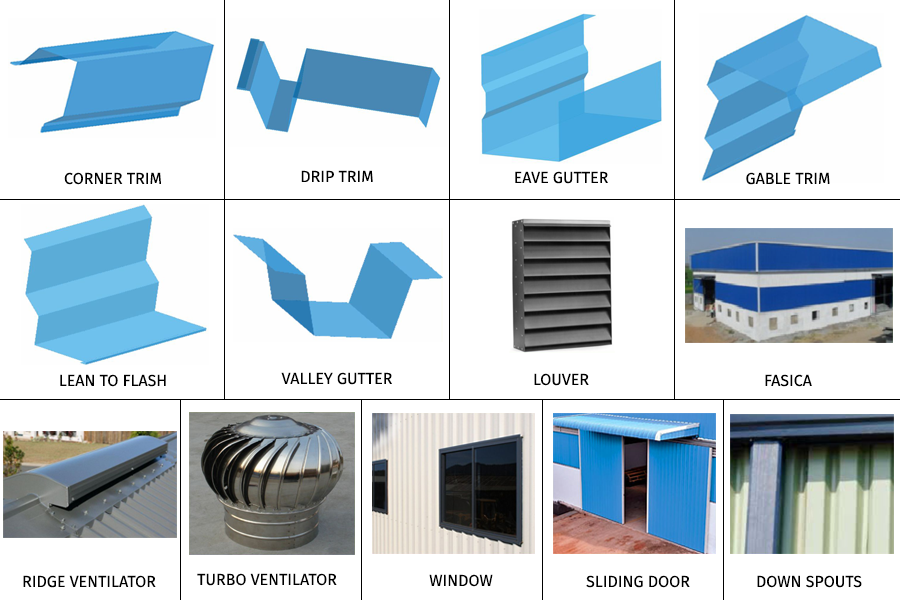 CORNER TRIM
DRIP TRIM
EAVE GUTTER
GABLE TRIM
LEAN TO FLASH
VALLEY GUTTER
LOUVER
FASICA
RIDGE VENTILATOR
TURBO VENTILATOR
WINDOW
SLIDING DOOR
DOWN SPOUTS